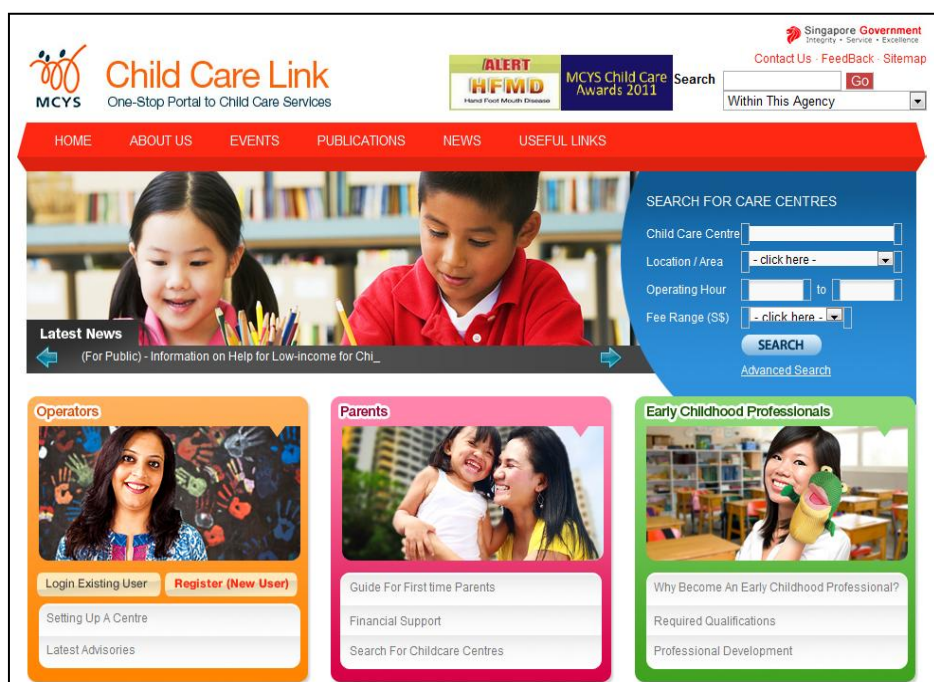 Singapore Government
Integrity • Service • Excellence
Contact Us · FeedBack · Sitemap
MCYS
Child Care Link
One-Stop Portal to Child Care Services
ALERT
HFMD
Hand Foot Mouth Disease
MCYS Child Care
Awards 2011
Search
Go
Within This Agency
HOME ABOUT US EVENTS PUBLICATIONS NEWS USEFUL LINKS
SEARCH FOR CARE CENTRES
Child Care Centre
Location / Area - click here -
Operating Hour to
Fee Range (S$) - click here -
SEARCH
Advanced Search
Latest News
(For Public) - Information on Help for Low-income for Chi_
Operators
Login Existing User Register (New User)
Setting Up A Centre
Latest Advisories
Parents
Guide For First time Parents
Financial Support
Search For Childcare Centres
Early Childhood Professionals
Why Become An Early Childhood Professional?
Required Qualifications
Professional Development